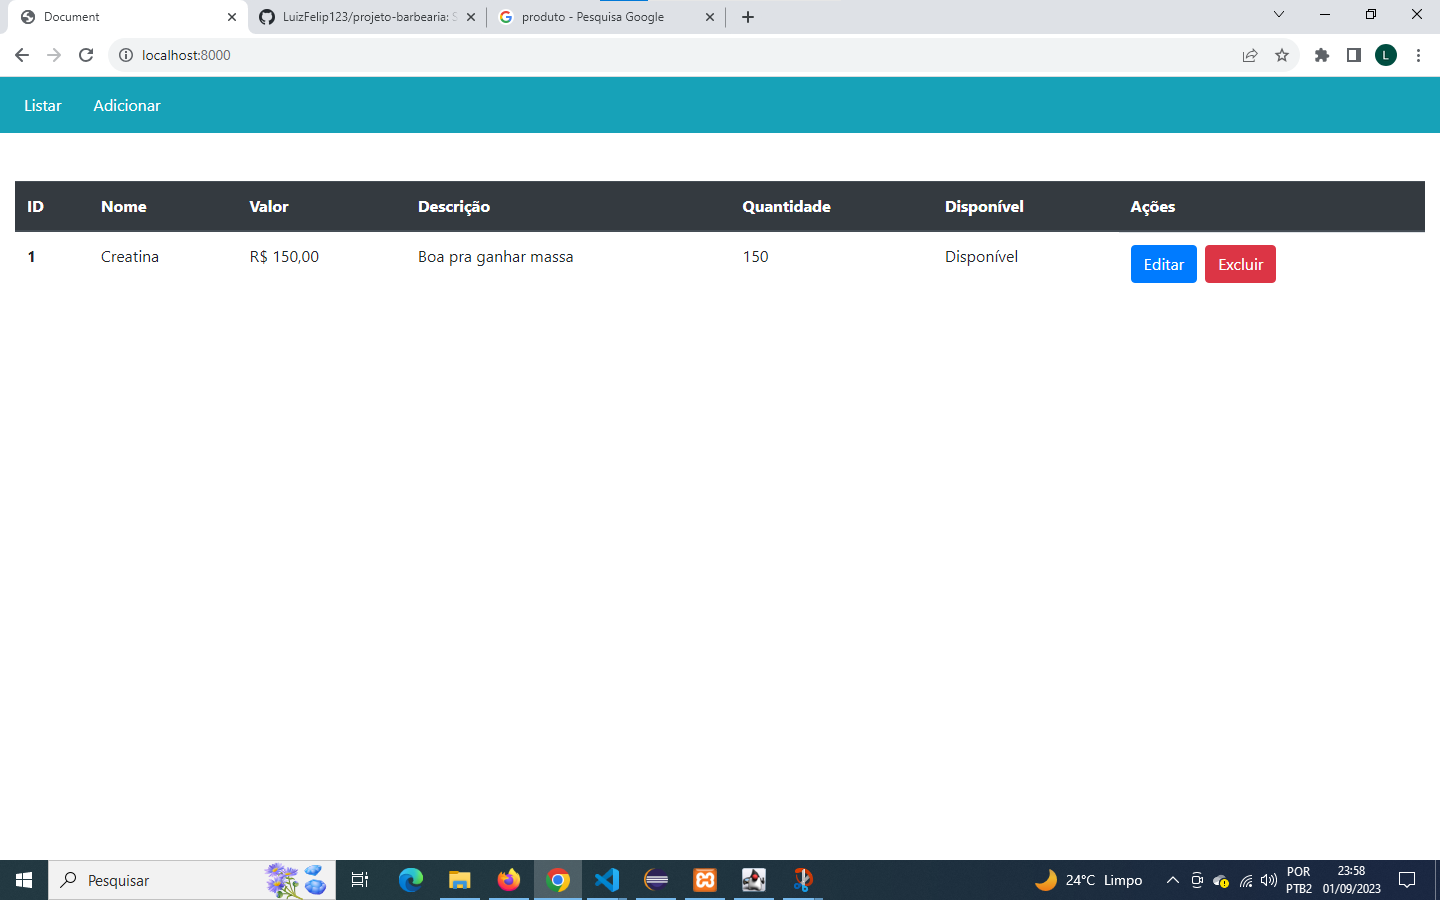 Document
LuizFelip123/projeto-barbearia: S
produto - Pesquisa Google
localhost:8000
L
Listar Adicionar
ID Nome Valor Descrição Quantidade Disponível Ações
1 Creatina R$ 150,00 Boa pra ganhar massa 150 Disponível Editar Excluir
Pesquisar
24°C Limpo
POR
PTB2
23:58
01/09/2023